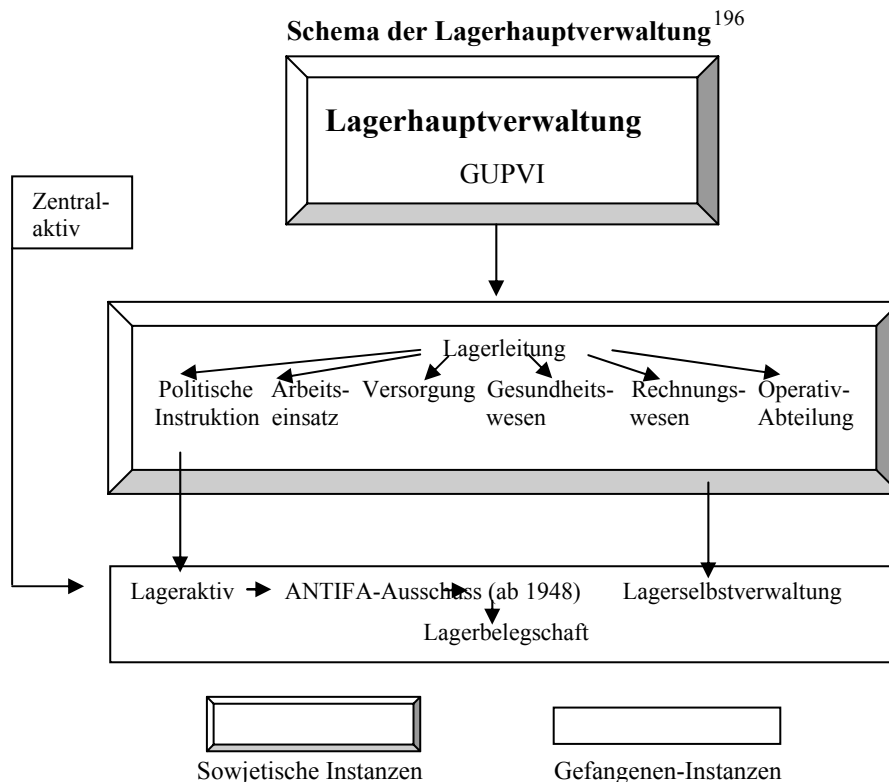 Schema der Lagerhauptverwaltung196
Lagerhauptverwaltung
GUPVI
Zentral-
aktiv
Lagerleitung
Politische Arbeits- Versorgung Gesundheits- Rechnungs- Operativ-
Instruktion einsatz wesen wesen Abteilung
Lageraktiv ANTIFA-Ausschuss (ab 1948) Lagerselbstverwaltung
Lagerbelegschaft
Sowjetische Instanzen Gefangenen-Instanzen